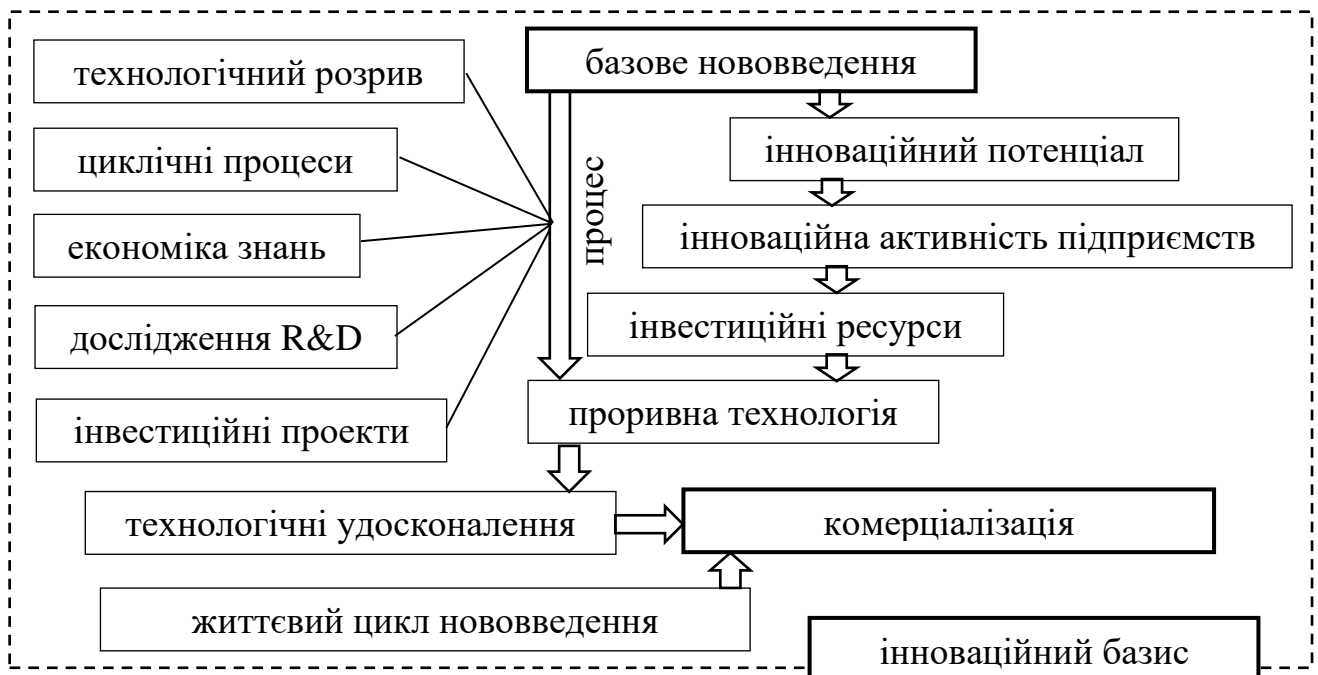 технологічний розрив
базове нововведення
циклічні процеси
процес
інноваційний потенціал
економіка знань
інноваційна активність підприємств
дослідження R&D
інвестиційні ресурси
інвестиційні проекти
проривна технологія
технологічні удосконалення
комерціалізація
життєвий цикл нововведення
інноваційний базис